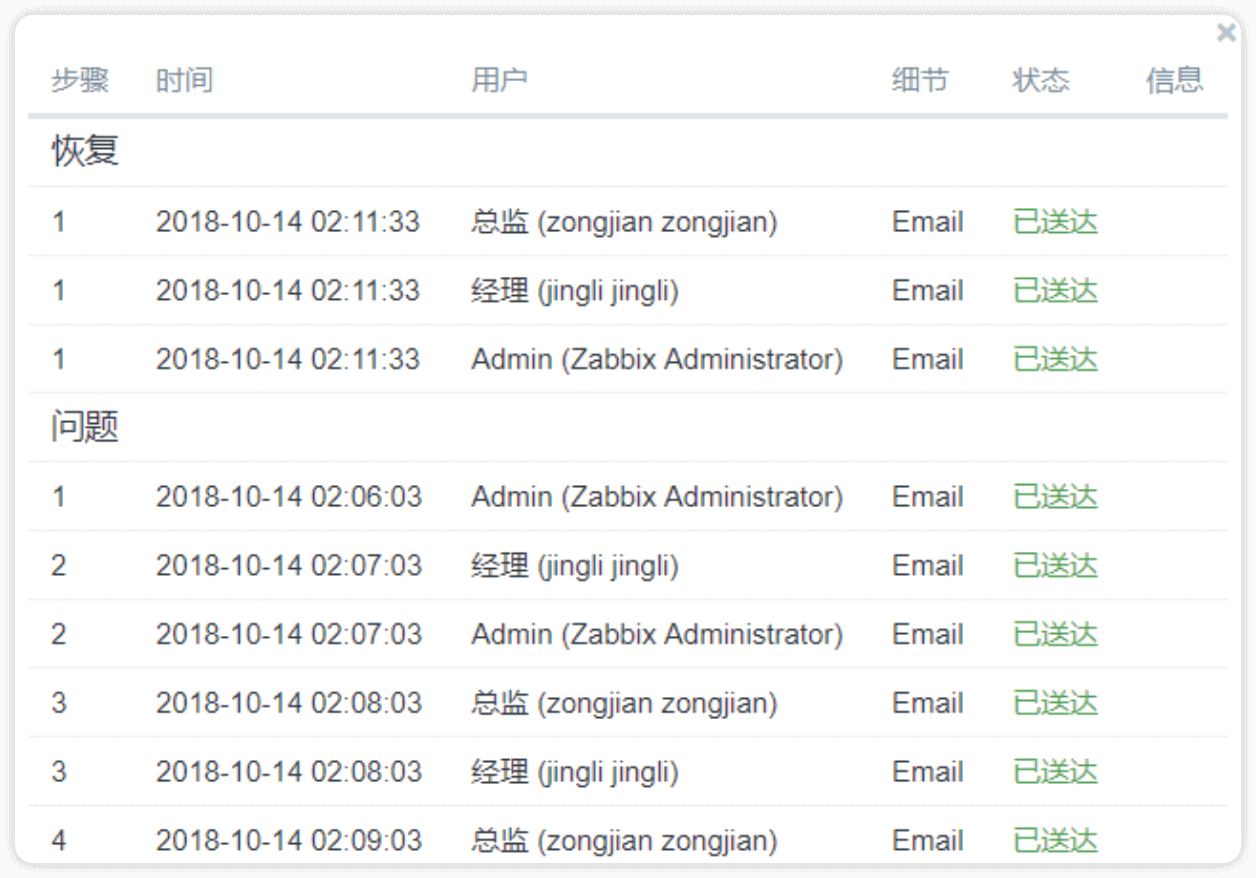 步骤 时间 用户 细节 状态 信息
恢复
1 2018-10-14 02:11:33 总监 (zongjian zongjian) Email 已送达
1 2018-10-14 02:11:33 经理 (jingli jingli) Email 已送达
1 2018-10-14 02:11:33 Admin (Zabbix Administrator) Email 已送达
问题
1 2018-10-14 02:06:03 Admin (Zabbix Administrator) Email 已送达
2 2018-10-14 02:07:03 经理 (jingli jingli) Email 已送达
2 2018-10-14 02:07:03 Admin (Zabbix Administrator) Email 已送达
3 2018-10-14 02:08:03 总监 (zongjian zongjian) Email 已送达
3 2018-10-14 02:08:03 经理 (jingli jingli) Email 已送达
4 2018-10-14 02:09:03 总监 (zongjian zongjian) Email 已送达